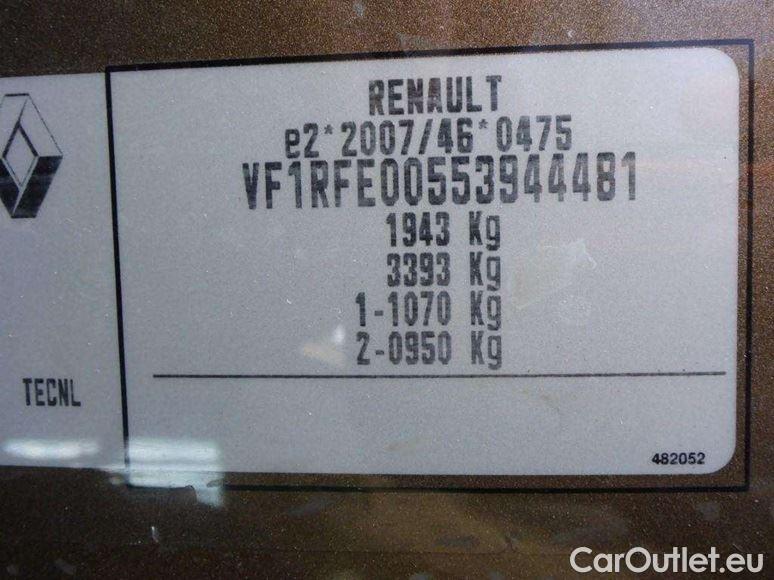 RENAULT
e2*2007/46*0475
VF1RFE00553944481
1943 Kg
3393 Kg
1-1070 Kg
2-0950 Kg
TECNL
482052
CarOutlet.eu